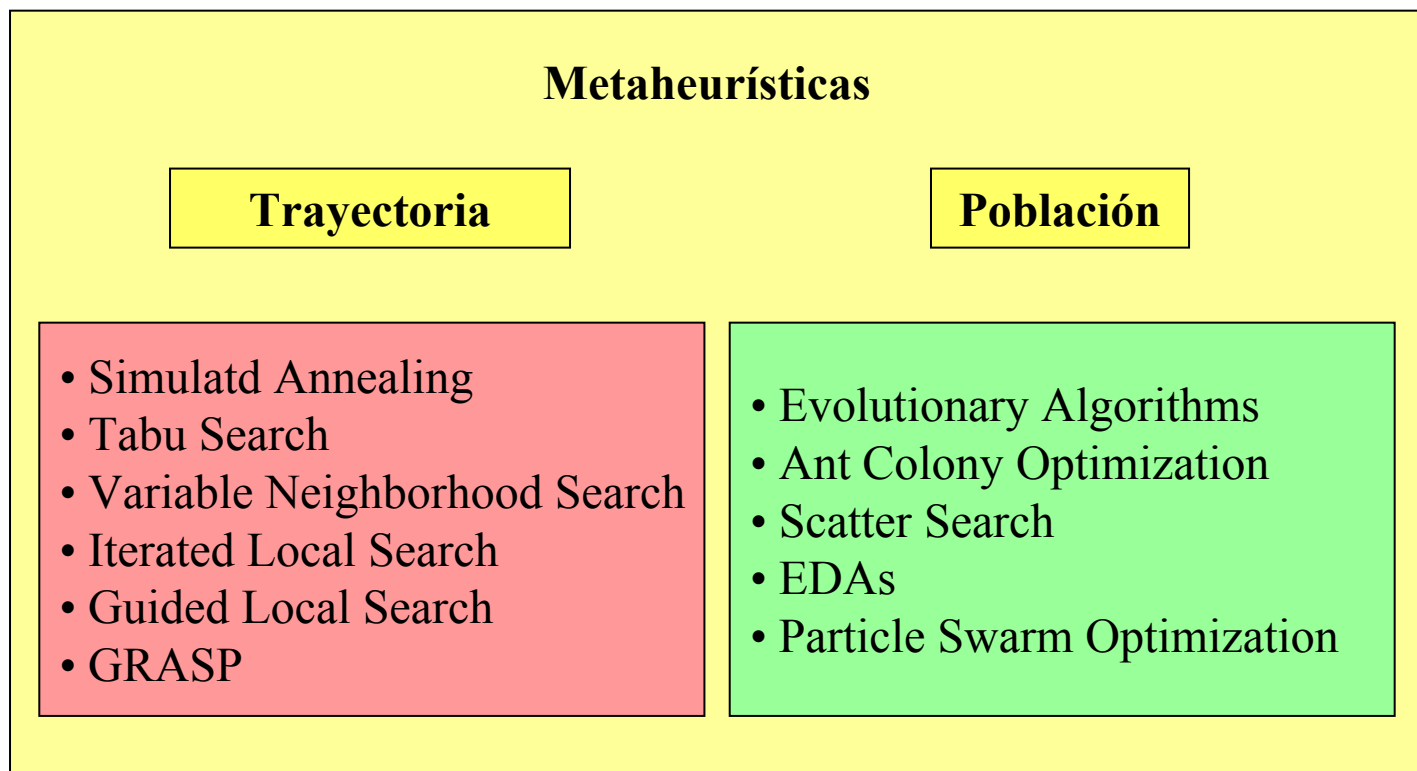 Metaheurísticas
Trayectoria
• Simulatd Annealing
• Tabu Search
• Variable Neighborhood Search
• Iterated Local Search
• Guided Local Search
• GRASP
Población
• Evolutionary Algorithms
• Ant Colony Optimization
• Scatter Search
• EDAs
• Particle Swarm Optimization